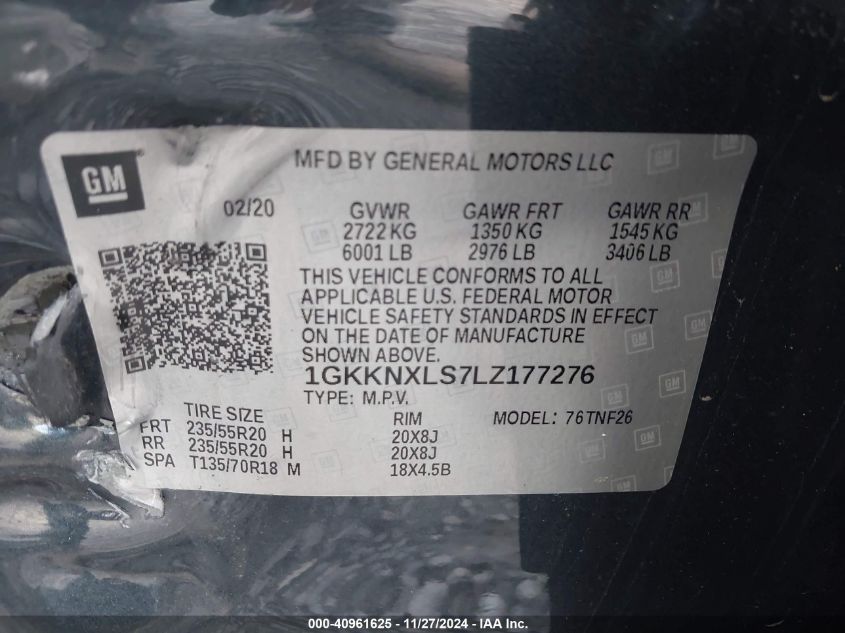 GM
MFD BY GENERAL MOTORS LLC
02/20 GVWR GAWR FRT GAWR RR
2722 KG 1350 KG 1545 KG
6001 LB 2976 LB 3406 LB
THIS VEHICLE CONFORMS TO ALL
APPLICABLE U.S. FEDERAL MOTOR
VEHICLE SAFETY STANDARDS IN EFFECT
ON THE DATE OF MANUFACTURE
SHOWN ABOVE.
1GKKNXLS7LZ177276
TYPE: M.P.V.
TIRE SIZE RIM MODEL: 76TNF26
FRT 235/55R20 H 20X8J
RR 235/55R20 H 20X8J
SPA T135/70R18 M 18X4.5B
000-40961625 - 11/27/2024 - IAA, Inc.